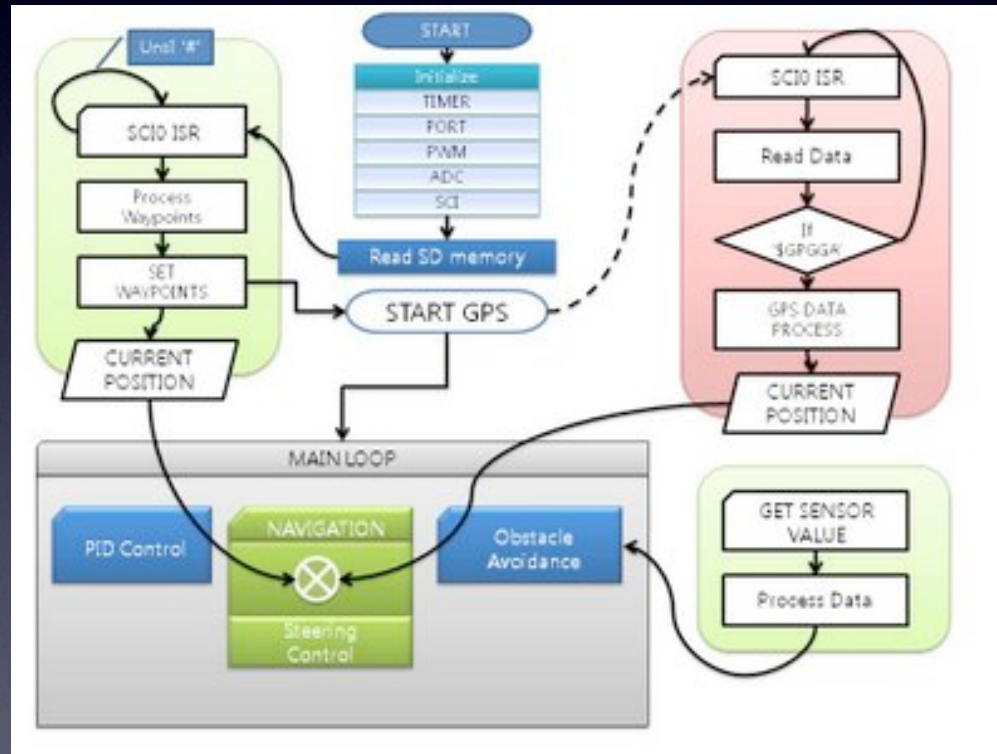 START
Initialize
TIMER
PORT
PWM
ADC
SCI
Read SD memory
START GPS
Until '#'
SCI0 ISR
Process
Waypoints
SET
WAYPOINTS
CURRENT
POSITION
SCI0 ISR
Read Data
If
'$GPGGA'
GPS DATA
PROCESS
CURRENT
POSITION
MAIN LOOP
PID Control
NAVIGATION
Steering
Control
Obstacle
Avoidance
GET SENSOR
VALUE
Process Data